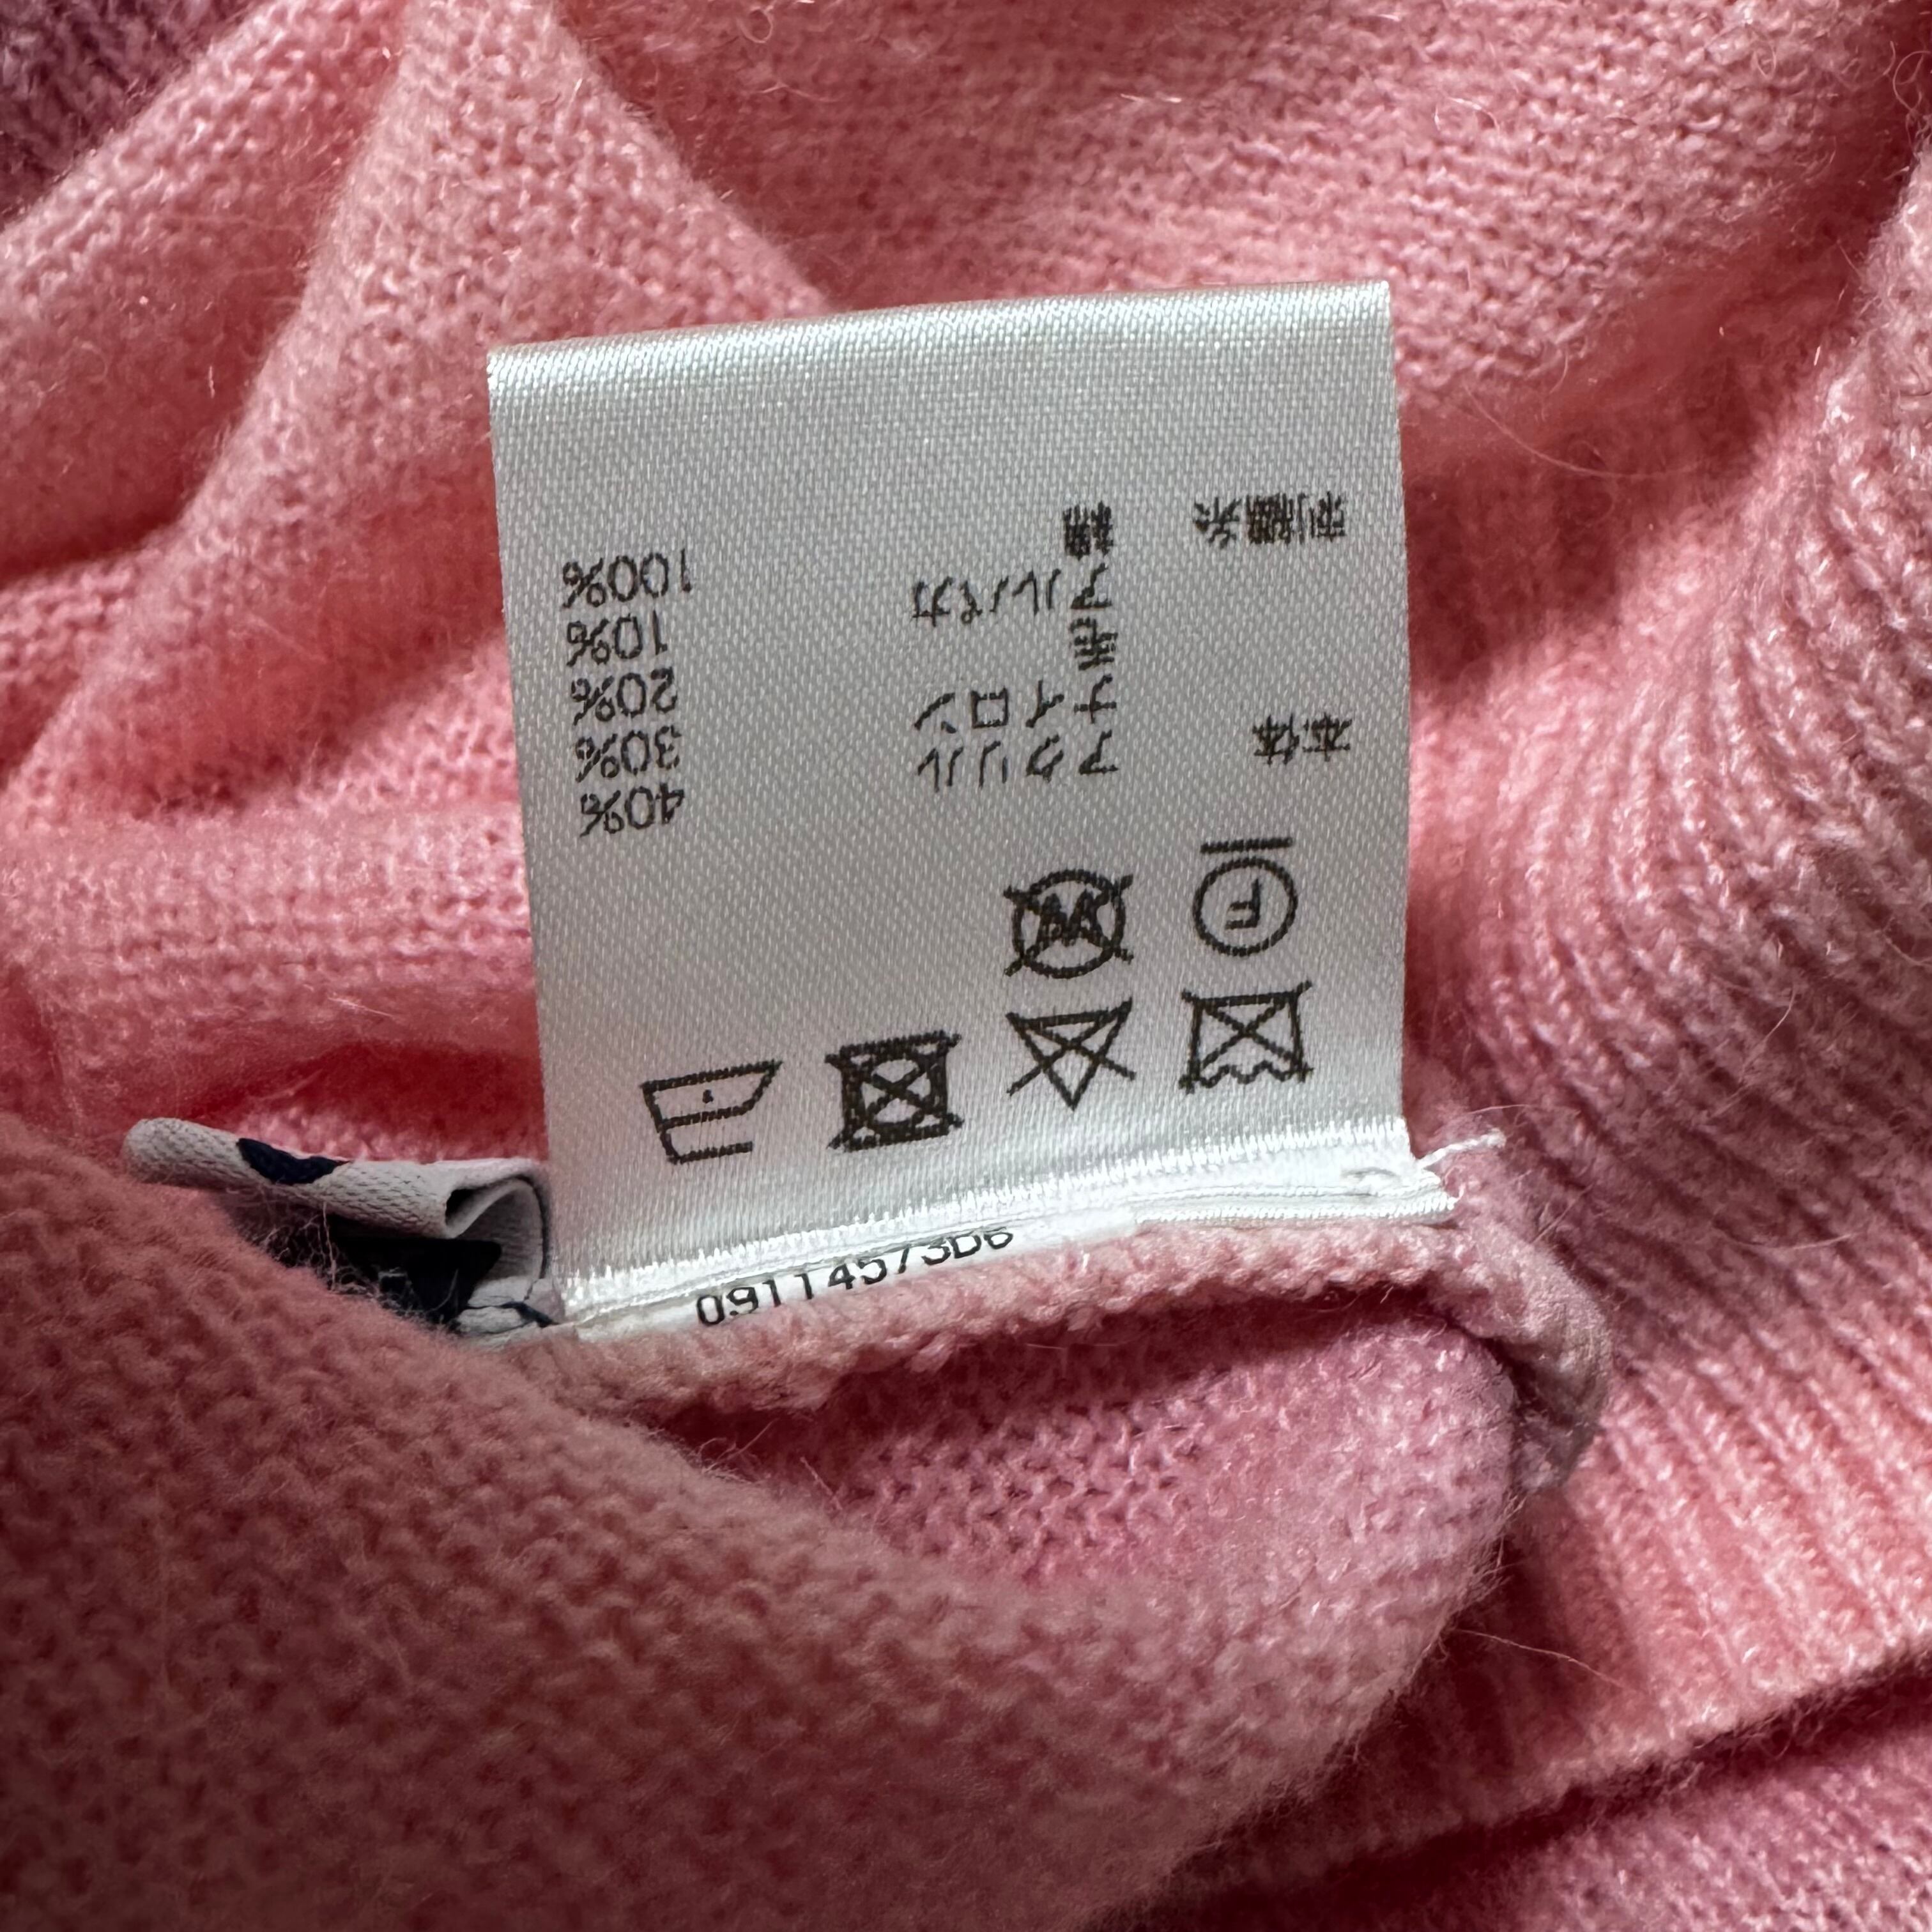 F W
本体 アクリル 40%
ナイロン 30%
毛 20%
アルパカ 10%
刺繍糸 綿 100%
09114573D6